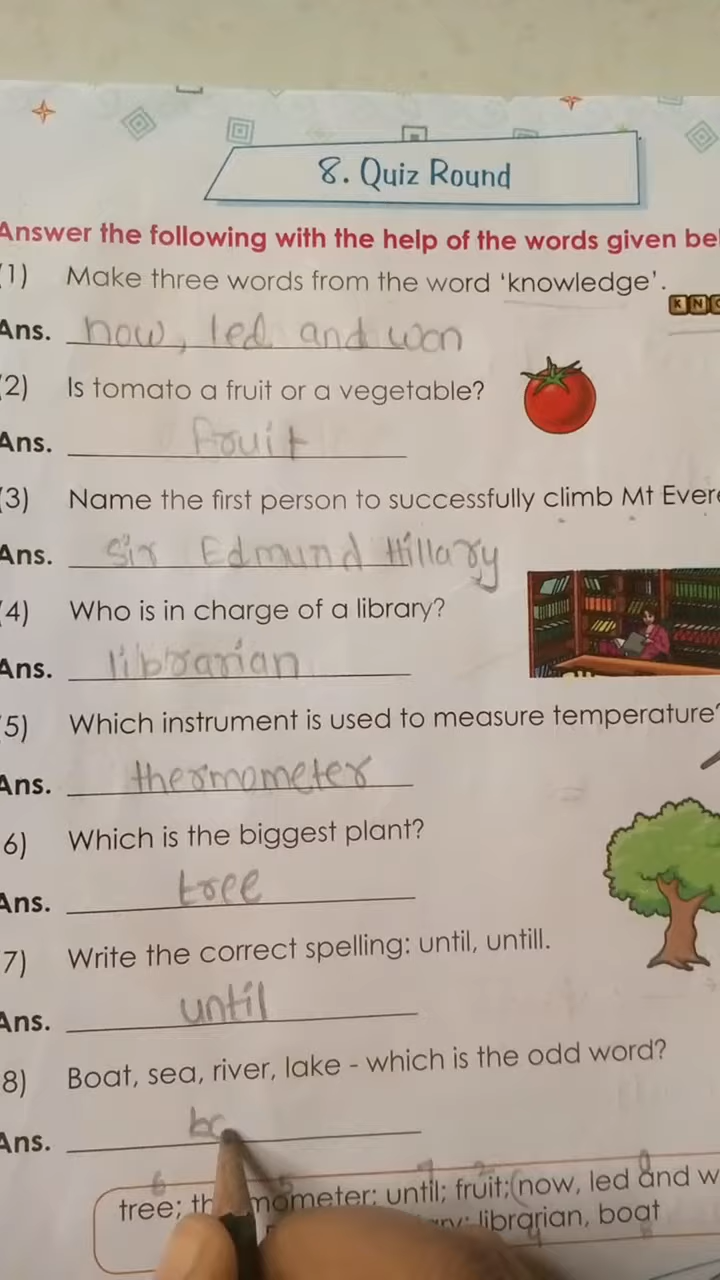 8. Quiz Round
Answer the following with the help of the words given
(1) Make three words from the word ‘knowledge’.
K N
Ans. now, led and won
(2) Is tomato a fruit or a vegetable?
Ans. fruit
(3) Name the first person to successfully climb Mt
Ans. Sir Edmund Hillary
(4) Who is in charge of a library?
Ans. librarian
(5) Which instrument is used to measure temperature?
Ans. thermometer
6) Which is the biggest plant?
Ans. tree
7) Write the correct spelling: until, untill.
Ans. until
8) Boat, sea, river, lake - which is the odd word?
Ans. bo
tree; th mometer; until; fruit; (now, led and w
librarian, boat